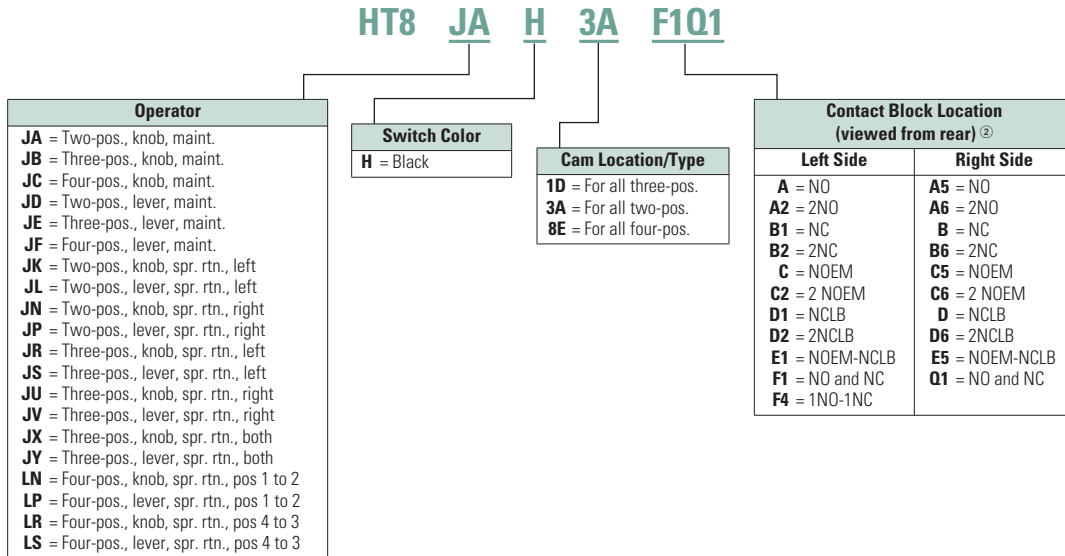 HT8 JA H 3A F1Q1
Operator
JA = Two-pos., knob, maint.
JB = Three-pos., knob, maint.
JC = Four-pos., knob, maint.
JD = Two-pos., lever, maint.
JE = Three-pos., lever, maint.
JF = Four-pos., lever, maint.
JK = Two-pos., knob, spr. rtn., left
JL = Two-pos., lever, spr. rtn., left
JN = Two-pos., knob, spr. rtn., right
JP = Two-pos., lever, spr. rtn., right
JR = Three-pos., knob, spr. rtn., left
JS = Three-pos., lever, spr. rtn., left
JU = Three-pos., knob, spr. rtn., right
JV = Three-pos., lever, spr. rtn., right
JX = Three-pos., knob, spr. rtn., both
JY = Three-pos., lever, spr. rtn., both
LN = Four-pos., knob, spr. rtn., pos 1 to 2
LP = Four-pos., lever, spr. rtn., pos 1 to 2
LR = Four-pos., knob, spr. rtn., pos 4 to 3
LS = Four-pos., lever, spr. rtn., pos 4 to 3
Switch Color
H = Black
Cam Location/Type
1D = For all three-pos.
3A = For all two-pos.
8E = For all four-pos.
Contact Block Location
(viewed from rear) ②
Left Side
A = NO
A2 = 2NO
B1 = NC
B2 = 2NC
C = NOEM
C2 = 2 NOEM
D1 = NCLB
D2 = 2NCLB
E1 = NOEM-NCLB
F1 = NO and NC
F4 = 1NO-1NC
Right Side
A5 = NO
A6 = 2NO
B = NC
B6 = 2NC
C5 = NOEM
C6 = 2 NOEM
D = NCLB
D6 = 2NCLB
E5 = NOEM-NCLB
Q1 = NO and NC